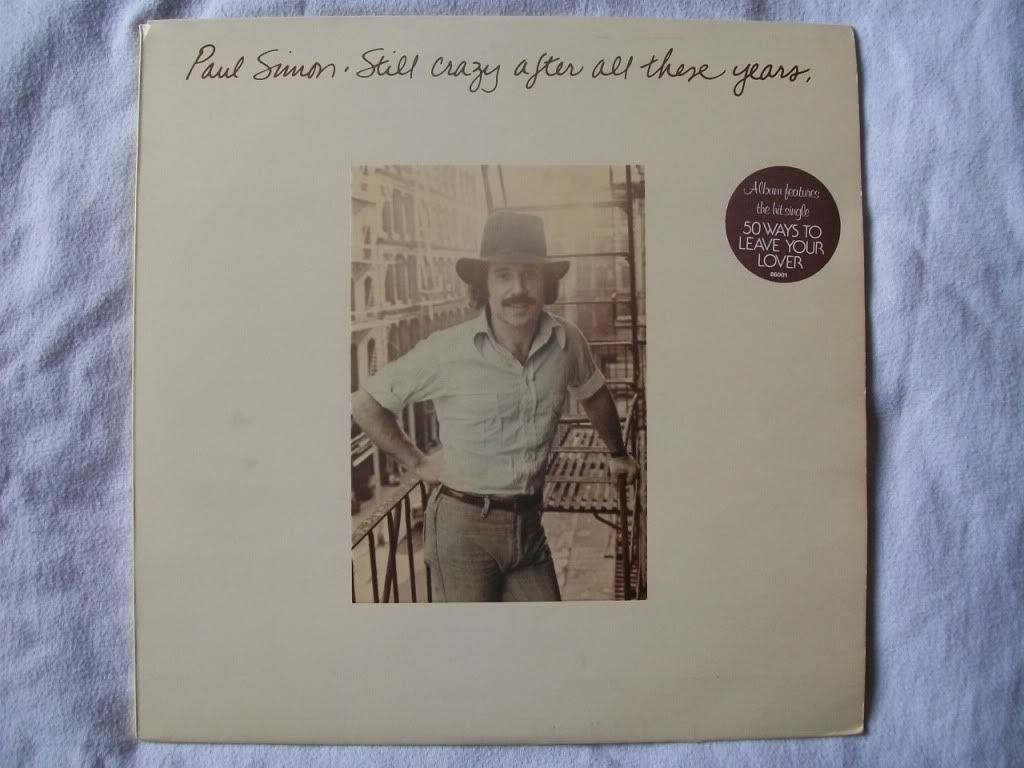 Paul Simon. Still crazy after all these years.
Album features
the hit single
50 WAYS TO
LEAVE YOUR
LOVER
86001